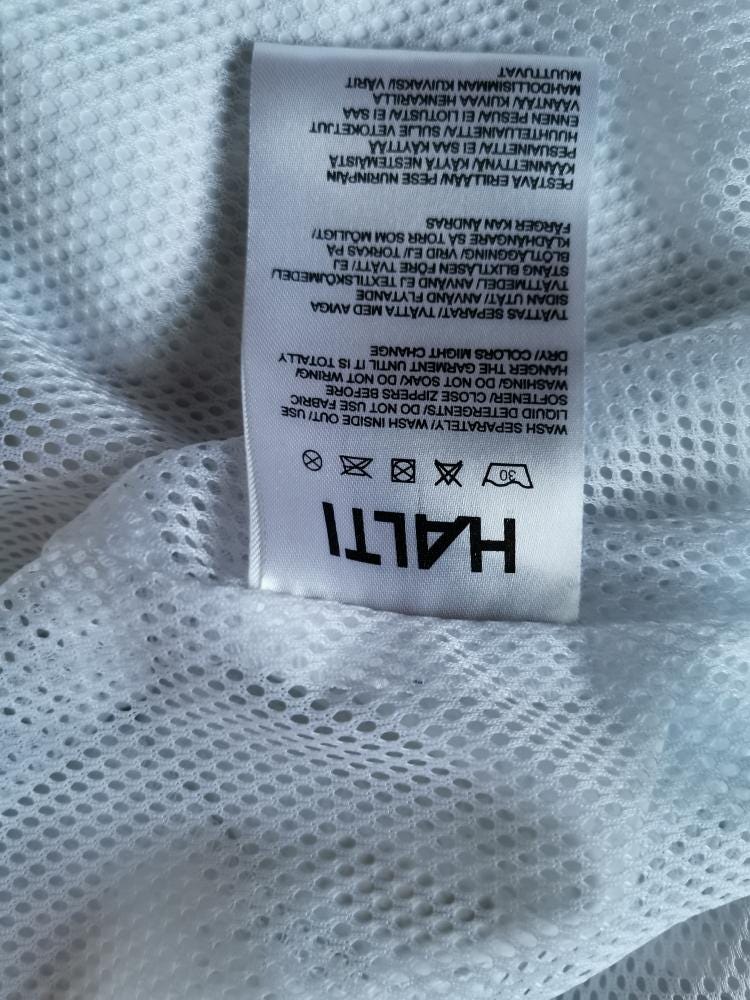 HALTI
30
WASH SEPARATELY/ WASH INSIDE OUT/ USE
LIQUID DETERGENTS/ DO NOT USE FABRIC
SOFTENER/ CLOSE ZIPPERS BEFORE
WASHING/ DO NOT SOAK/ DO NOT WRING/
HANGER THE GARMENT UNTIL IT IS TOTALLY
DRY/ COLORS MIGHT CHANGE
TVÄTTAS SEPARAT/ TVÄTTA MED AVIGA
SIDAN UTÅT/ ANVÄND FLYTANDE
TVÄTTMEDEL/ ANVÄND EJ TEXTILSKÖJMEDEL/
STÄNG BLIXTLÅSEN FÖRE TVÄTT/ EJ
BLÖTLÄGGNING/ VRID EJ/ TORKAS PÅ
KLÄDHÄNGARE SÅ TORR SOM MÖJLIGT/
FÄRGER KAN ÄNDRAS
PESTÄVÄ ERILLÄÄN/ PESE NURINPÄIN
KÄÄNNETTYNÄ/ KÄYTÄ NESTEMÄISTÄ
PESUAINETTA/ EI SAA KÄYTTÄÄ
HUUHTELUAINETTA/ SULJE VETOKETJUT
ENNEN PESUA/ EI LIOTUSTA/ EI SAA
VÄÄNTÄÄ/ KUIVAA HENKARILLA
MAHDOLLISIMMAN KUIVAKSI/ VÄRIT
MUUTTUVAT